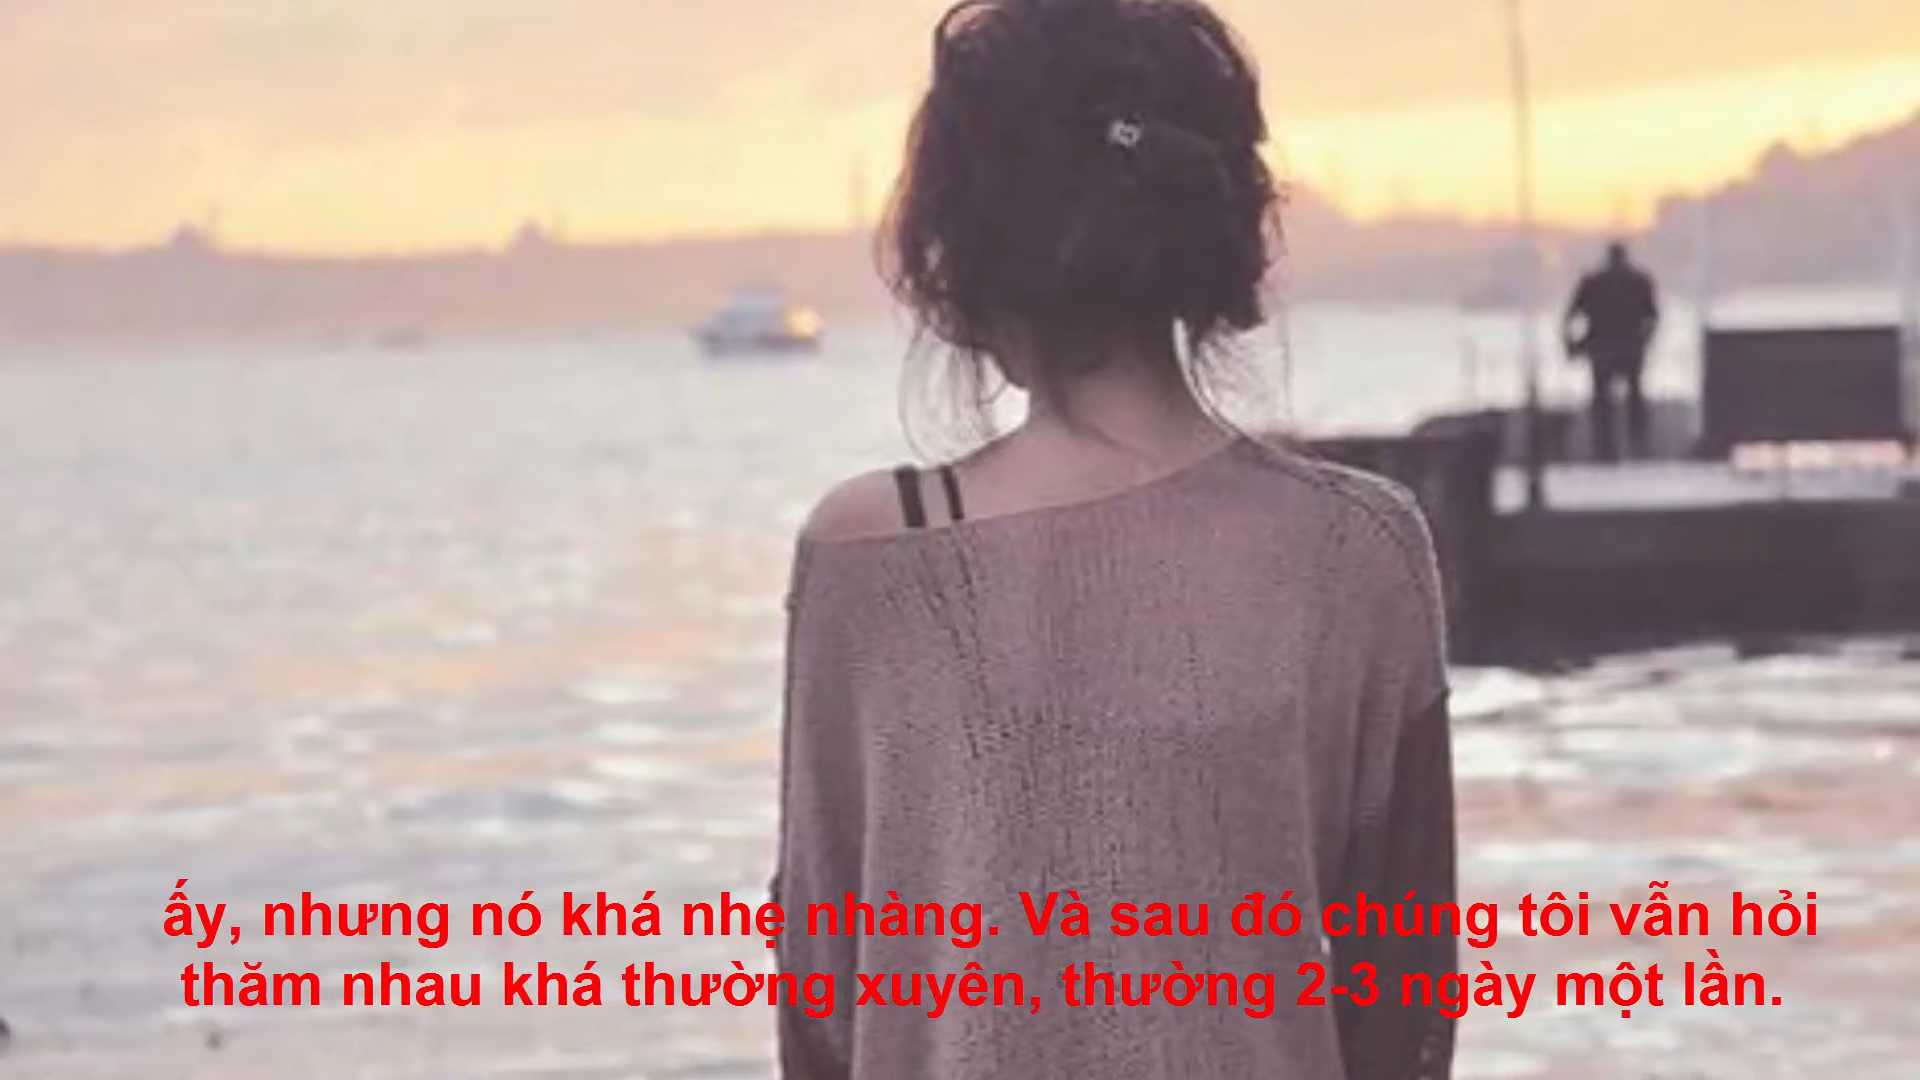 ấy, nhưng nó khá nhẹ nhàng. Và sau đó chúng tôi vẫn hỏi
thăm nhau khá thường xuyên, thường 2-3 ngày một lần.